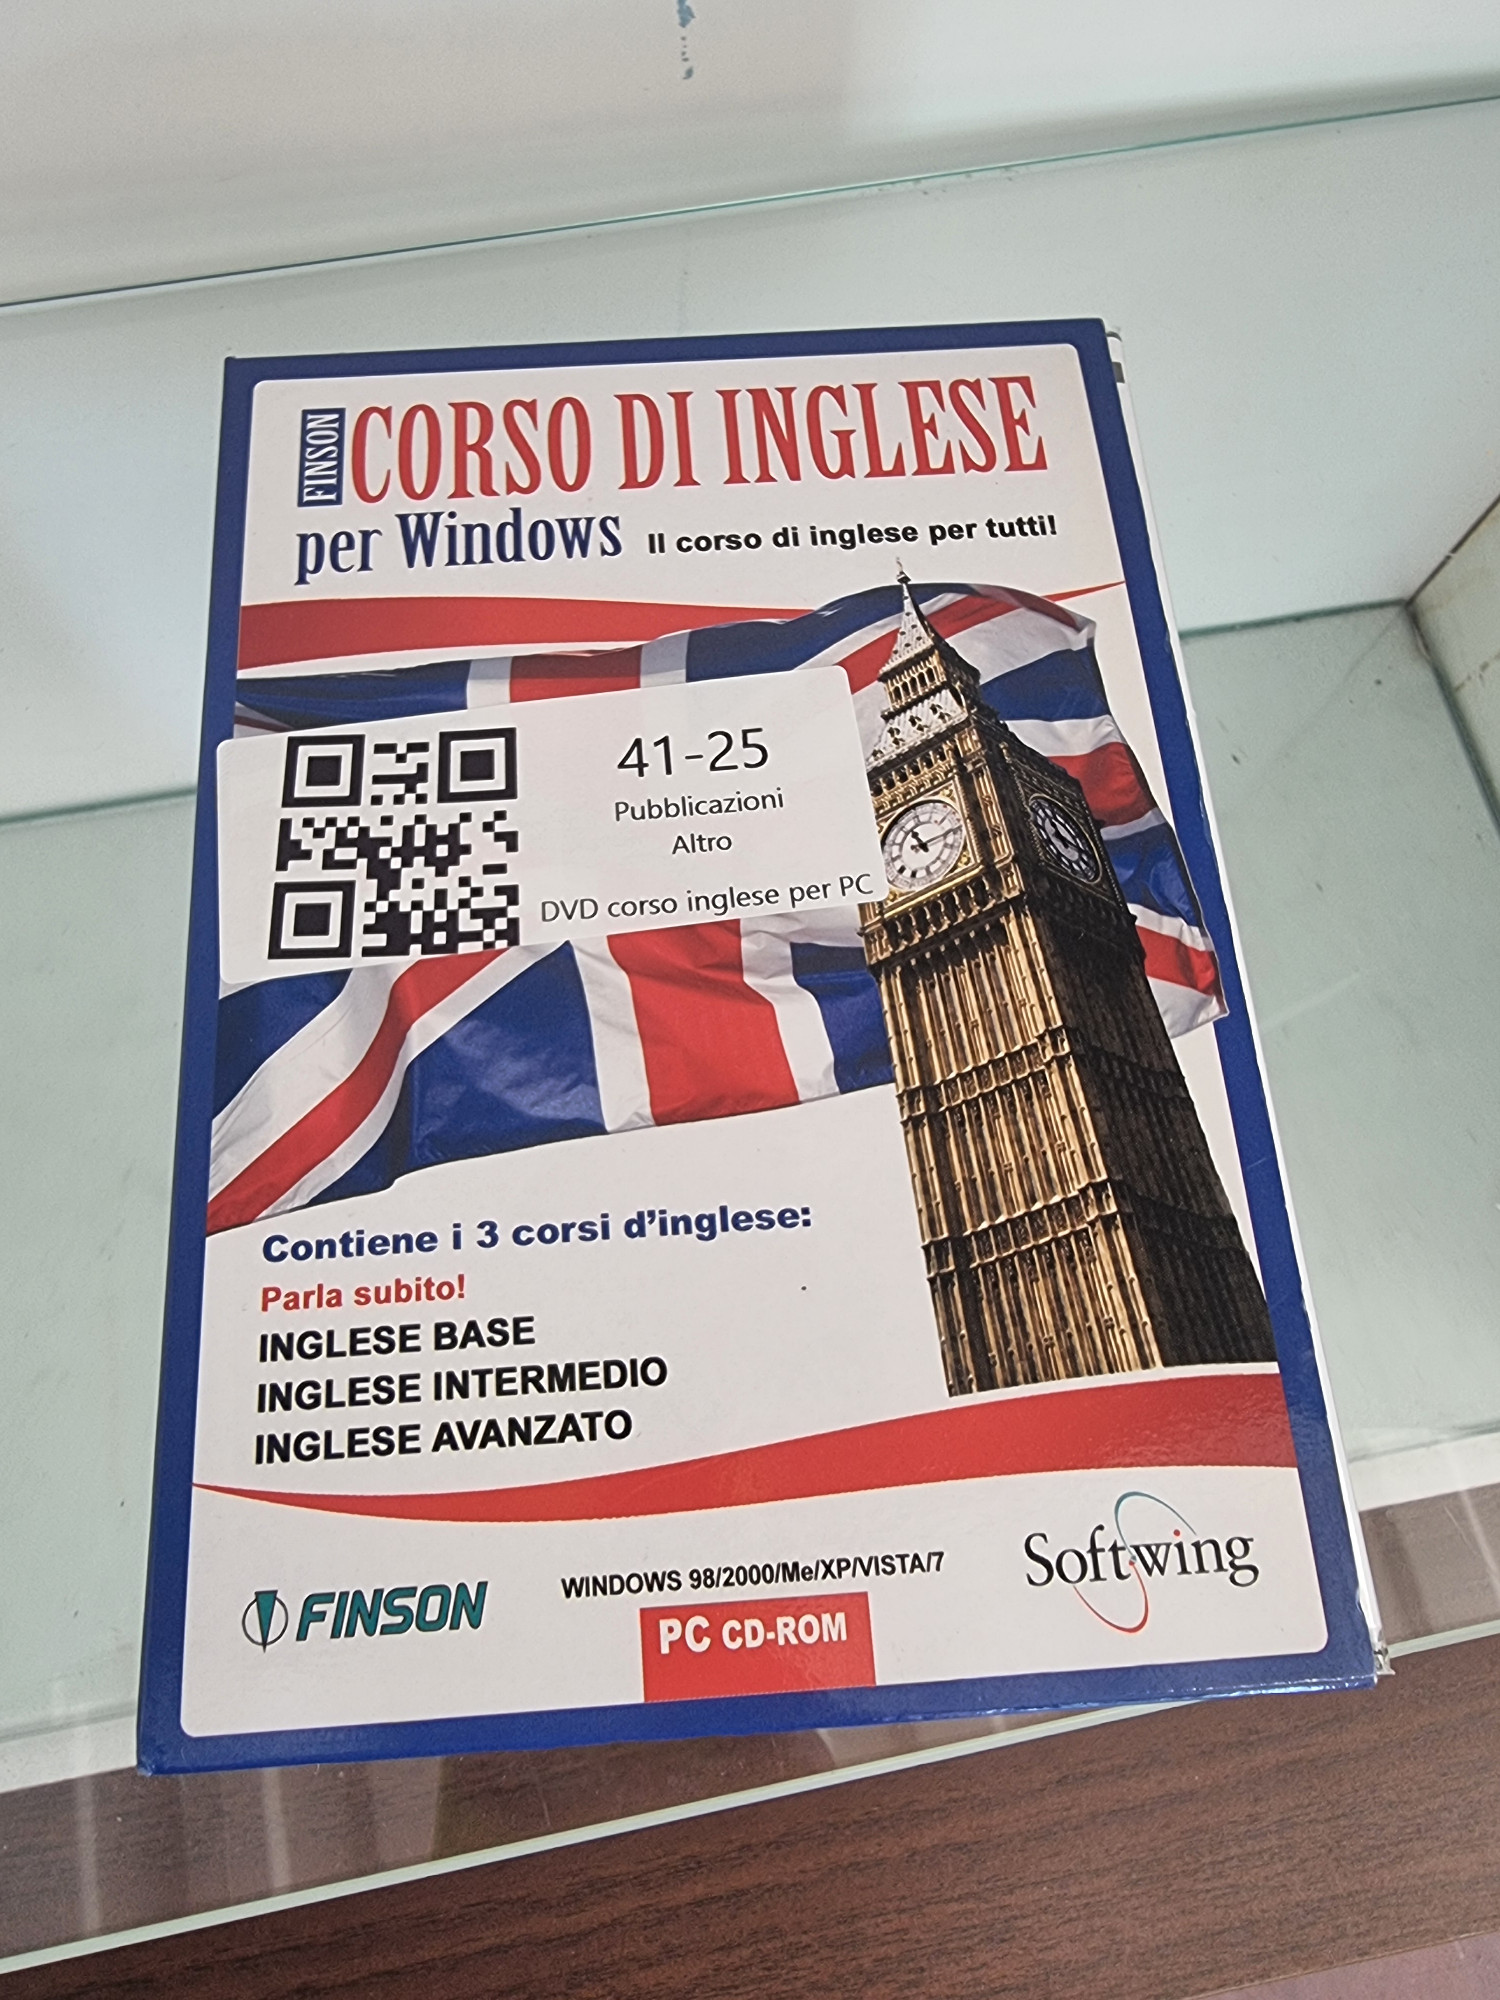 FINSON
CORSO DI INGLESE
per Windows Il corso di inglese per tutti!
41-25
Pubblicazioni
Altro
DVD corso inglese per PC
Contiene i 3 corsi d'inglese:
Parla subito!
INGLESE BASE
INGLESE INTERMEDIO
INGLESE AVANZATO
FINSON
WINDOWS 98/2000/Me/XP/VISTA/7
PC CD-ROM
Softwing